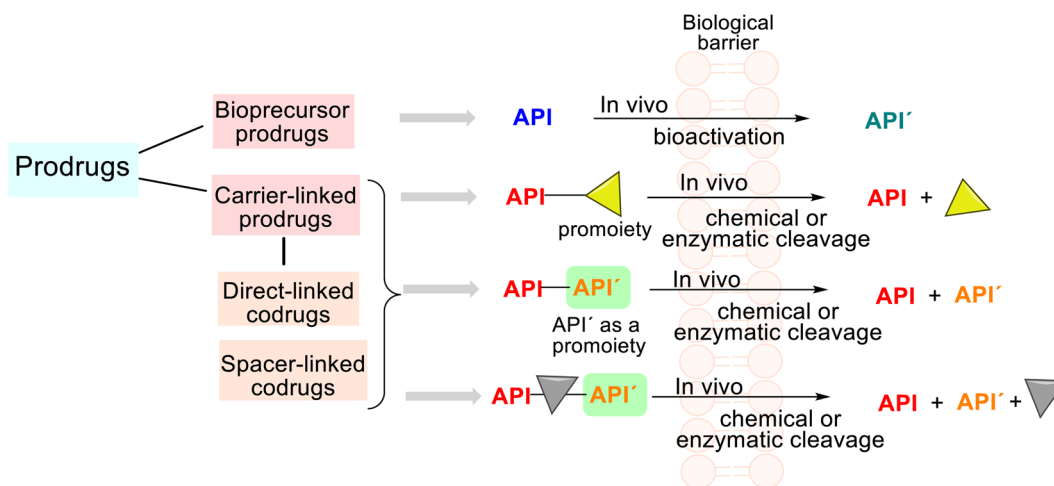 Biological
barrier
Bioprecursor
prodrugs
API
In vivo
bioactivation
API´
Prodrugs
Carrier-linked
prodrugs
API
promoiety
In vivo
chemical or
enzymatic cleavage
API +
Direct-linked
codrugs
API API´
API´ as a
promoiety
In vivo
chemical or
enzymatic cleavage
API + API´
Spacer-linked
codrugs
API API´
In vivo
chemical or
enzymatic cleavage
API + API´ +